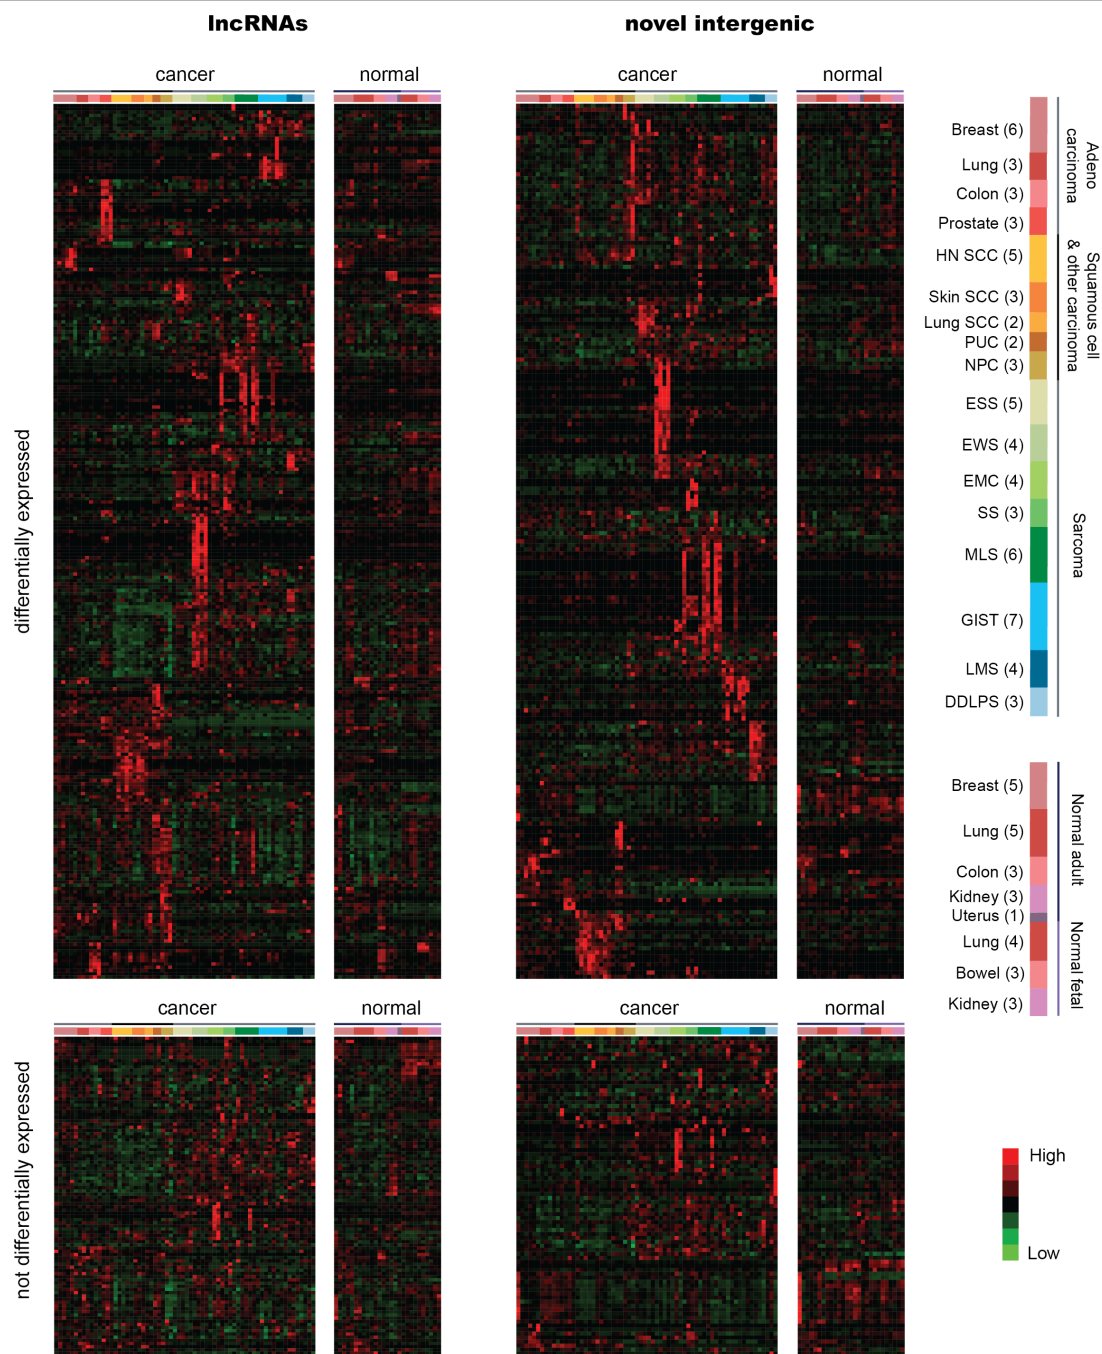 lncRNAs
novel intergenic
cancer
normal
cancer
normal
differentially expressed
Breast (6)
Lung (3)
Colon (3)
Prostate (3)
HN SCC (5)
Skin SCC (3)
Lung SCC (2)
PUC (2)
NPC (3)
ESS (5)
EWS (4)
EMC (4)
SS (3)
MLS (6)
GIST (7)
LMS (4)
DDLPS (3)
Adeno
carcinoma
Squamous cell
& other carcinoma
Sarcoma
Breast (5)
Lung (5)
Colon (3)
Kidney (3)
Uterus (1)
Lung (4)
Bowel (3)
Kidney (3)
Normal adult
Normal fetal
cancer
normal
cancer
normal
not differentially expressed
High
Low